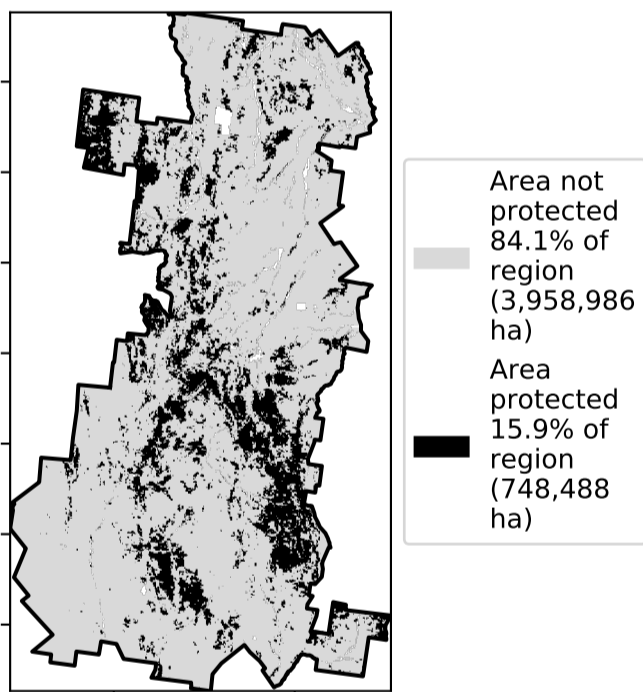 Area not
protected
84.1% of
region
(3,958,986
ha)
Area
protected
15.9% of
region
(748,488
ha)